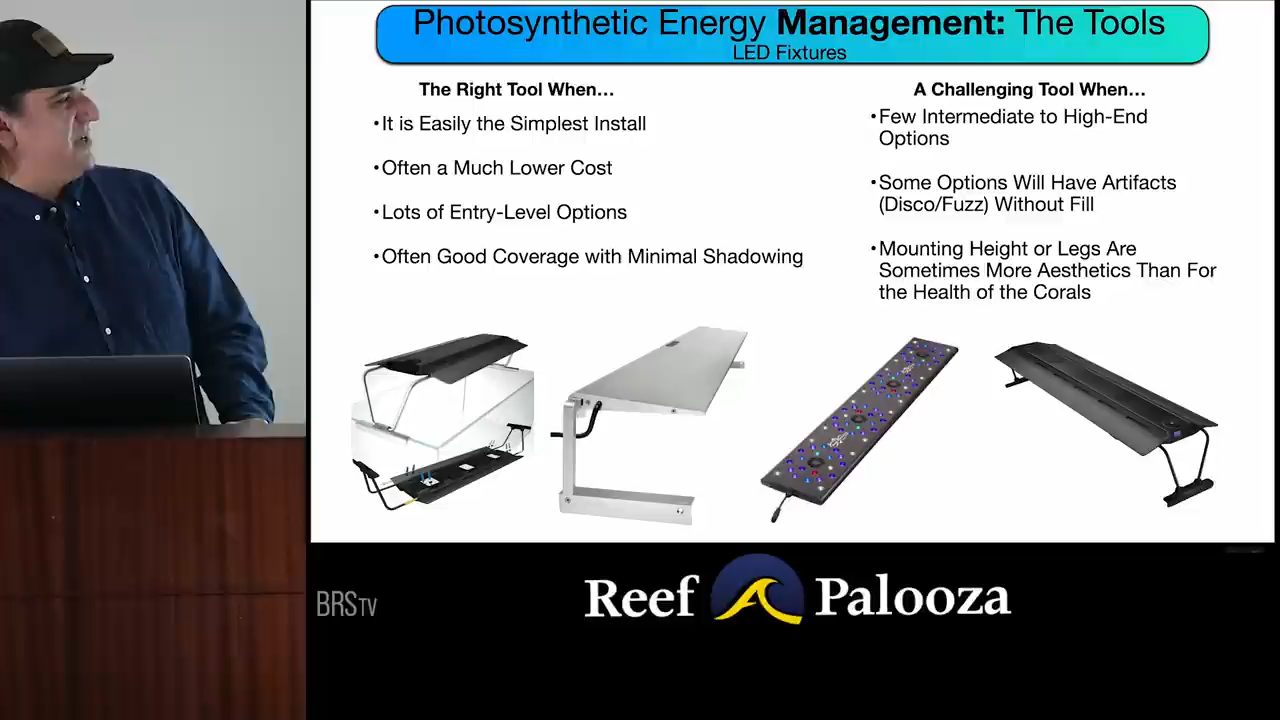 Photosynthetic Energy Management: The Tools
LED Fixtures
The Right Tool When…
•It is Easily the Simplest Install
•Often a Much Lower Cost
•Lots of Entry-Level Options
•Often Good Coverage with Minimal Shadowing
A Challenging Tool When…
•Few Intermediate to High-End
Options
•Some Options Will Have Artifacts
(Disco/Fuzz) Without Fill
•Mounting Height or Legs Are
Sometimes More Aesthetics Than For
the Health of the Corals
BRSTV
Reef Palooza